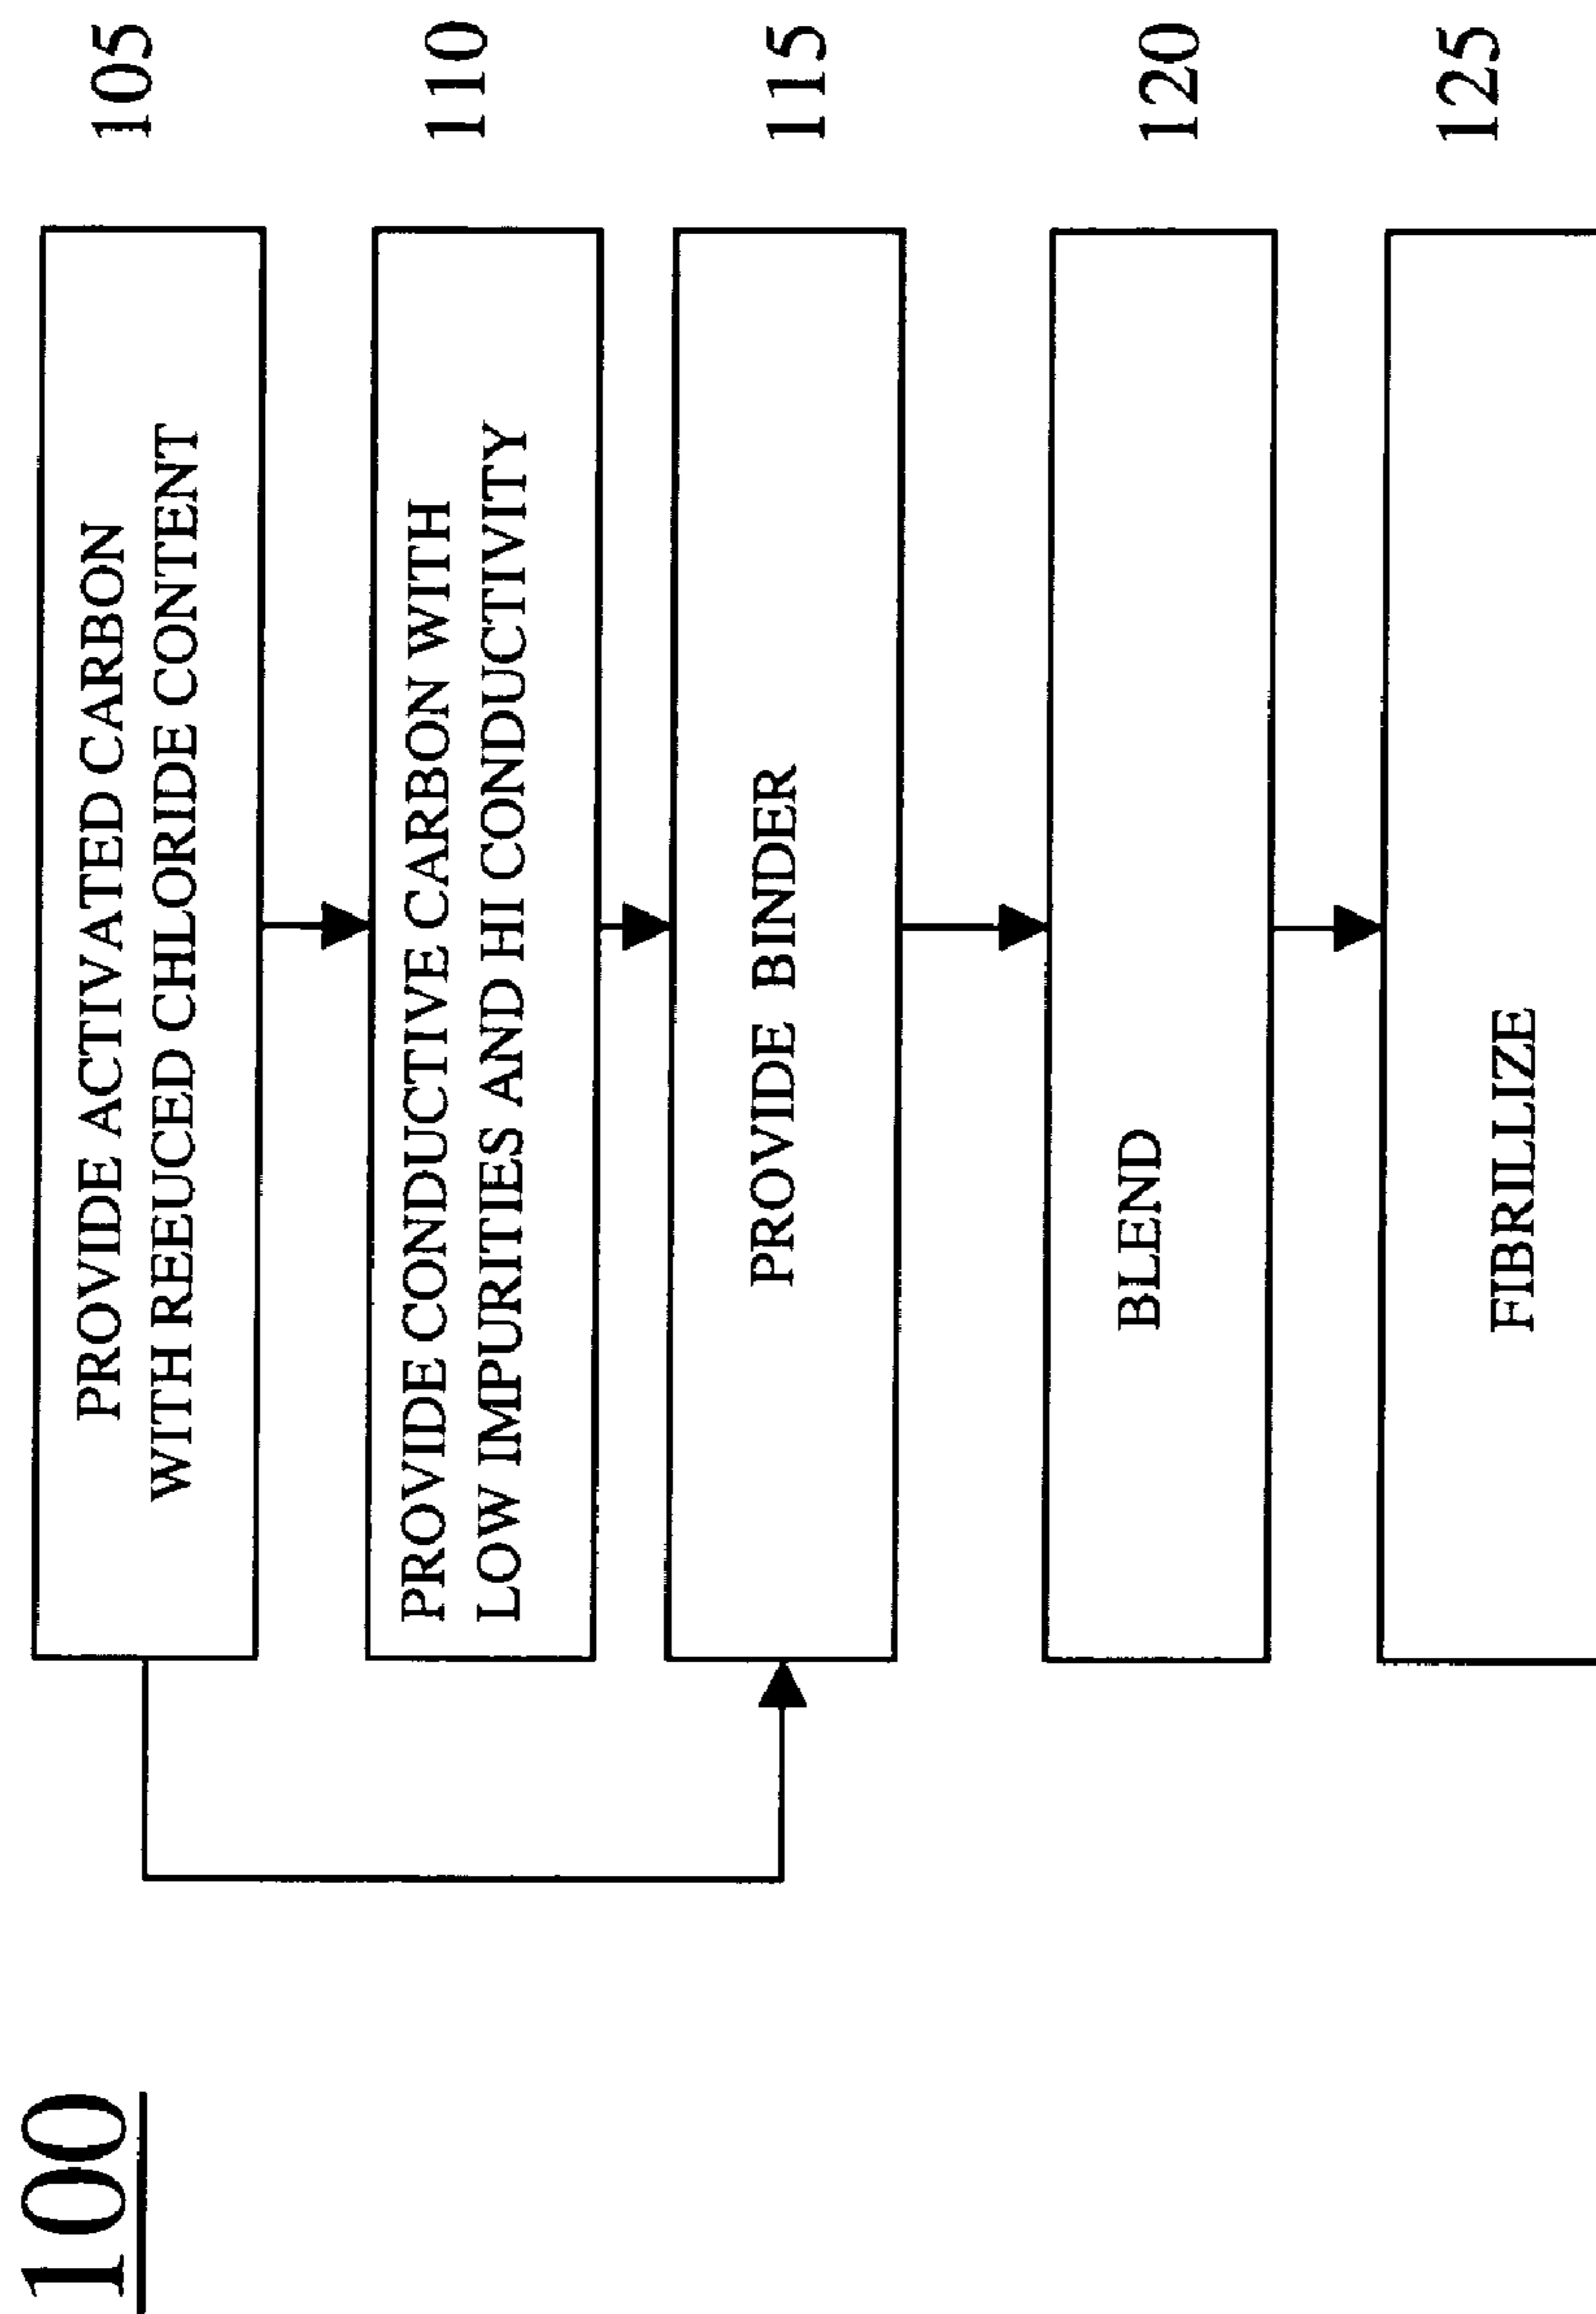 100
PROVIDE ACTIVATED CARBON
WITH REEUCED CHLORIDE CONTENT
105
PROVIDE CONDUCTIVE CARBON WITH
LOW IMPURITIES AND HI CONDUCTIVITY
110
PROVIDE BINDER
115
BLEND
120
FIBRILLIZE
125